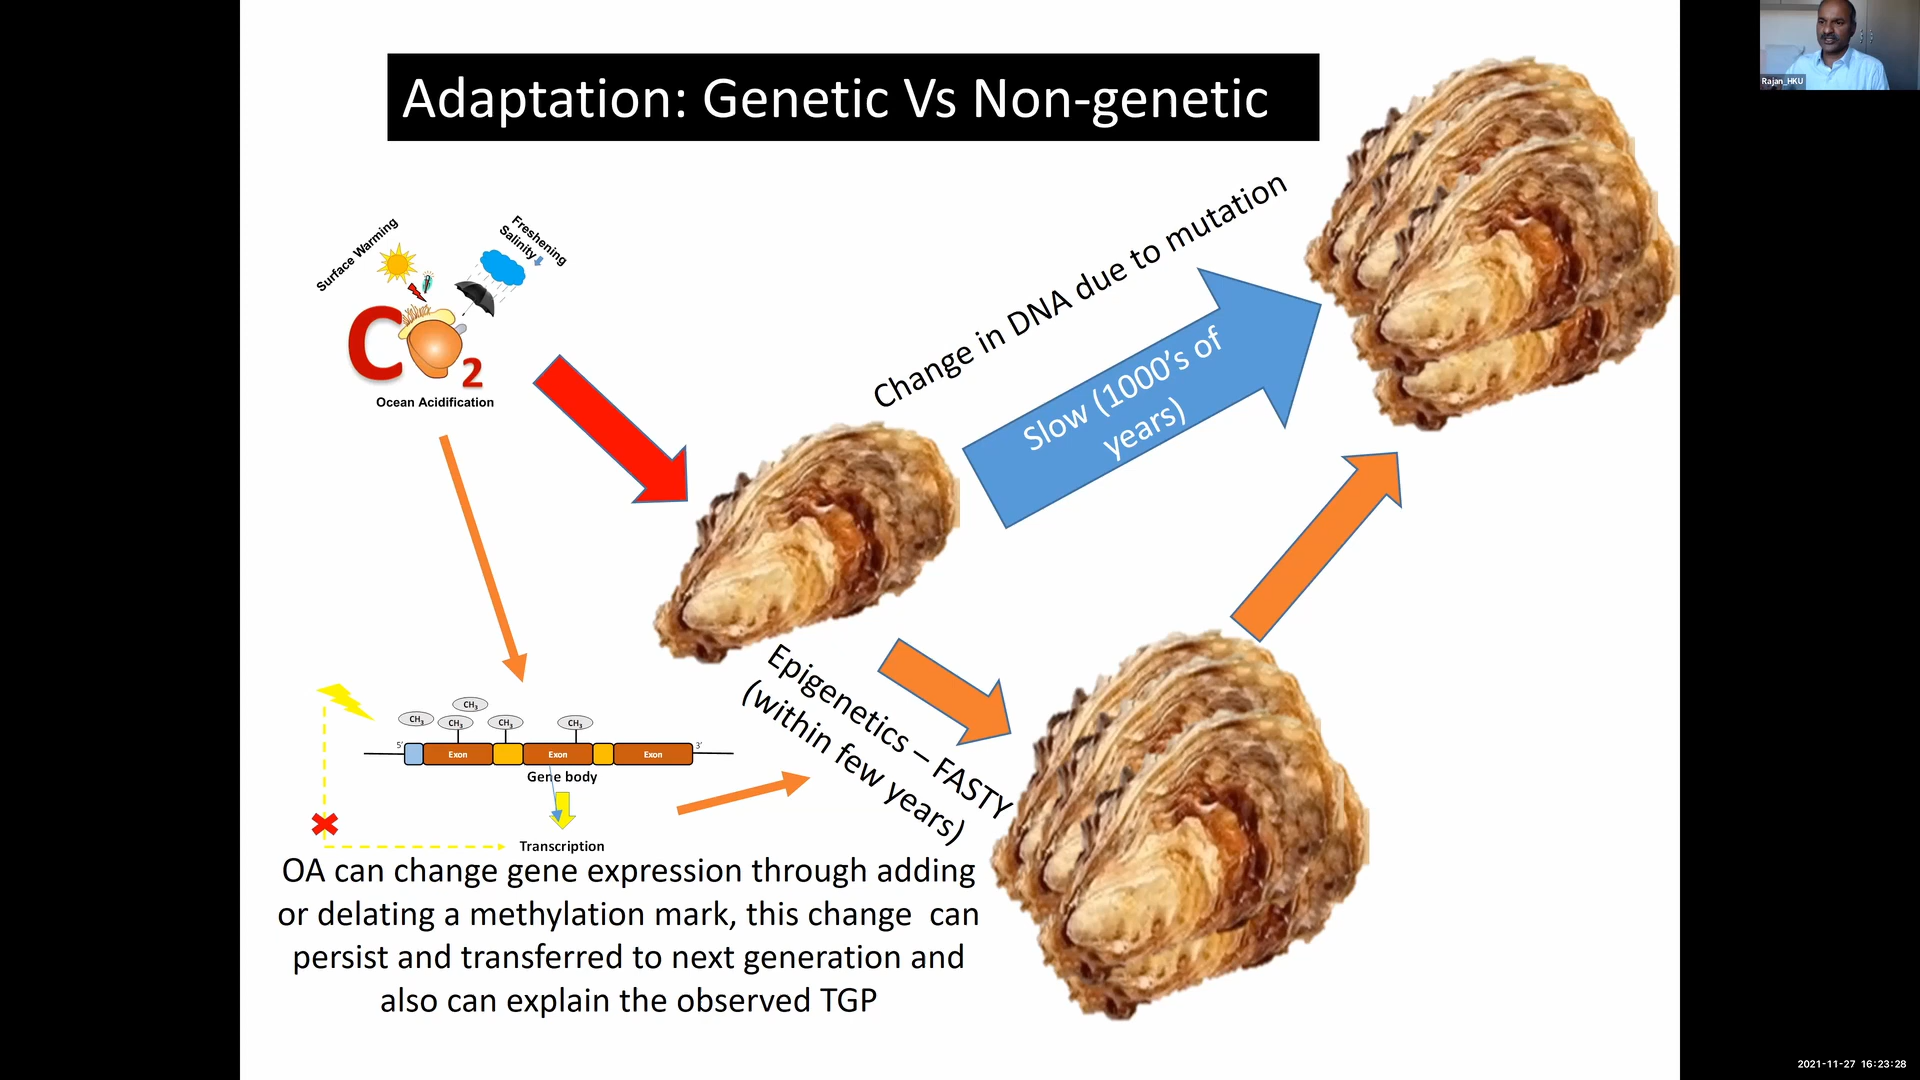 Rajan_HKU
Adaptation: Genetic Vs Non-genetic
Surface Warming
Freshening
Salinity
CO2
Ocean Acidification
Change in DNA due to mutation
Slow (1000’s of
years)
Epigenetics – FASTY
(within few years)
CH3
CH3
CH3
CH3
CH3
5′
Exon
Exon
Exon
3′
Gene body
Transcription
OA can change gene expression through adding
or delating a methylation mark, this change can
persist and transferred to next generation and
also can explain the observed TGP
2021-11-27 16:23:28